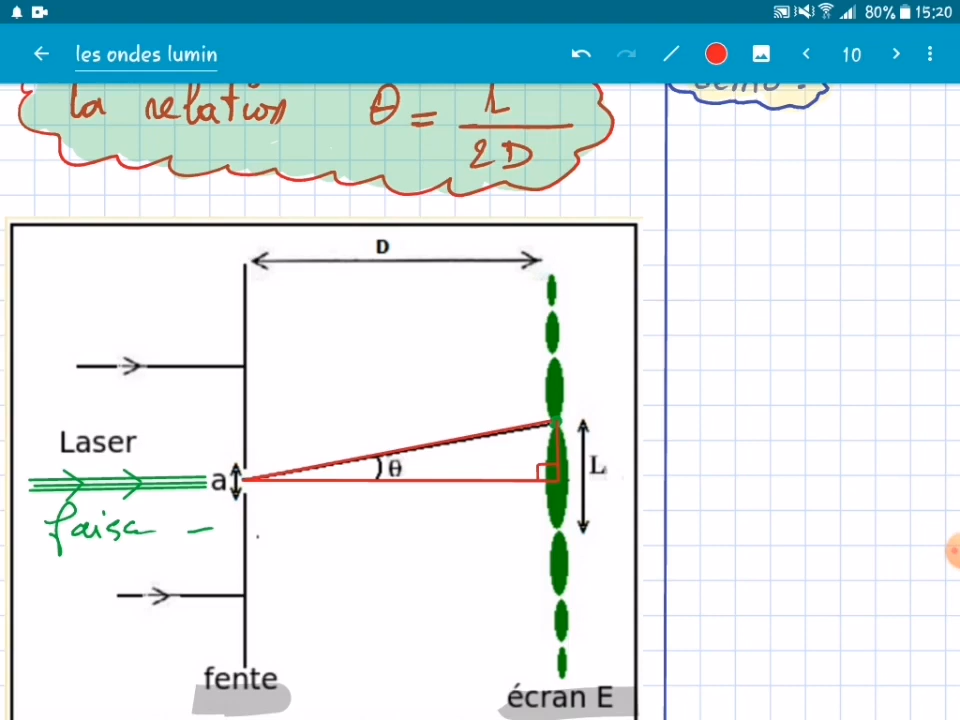 80% 15:20
les ondes lumin
10
la relation θ = L
2D
D
Laser
a
θ
L
faisc
fente
écran E